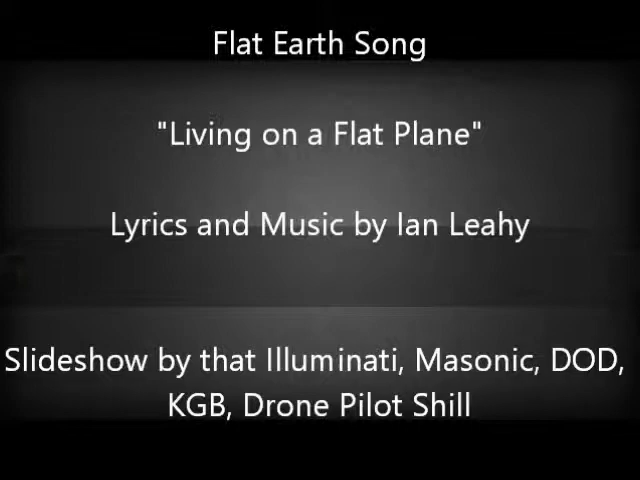 Flat Earth Song
"Living on a Flat Plane"
Lyrics and Music by Ian Leahy
Slideshow by that Illuminati, Masonic, DOD,
KGB, Drone Pilot Shill